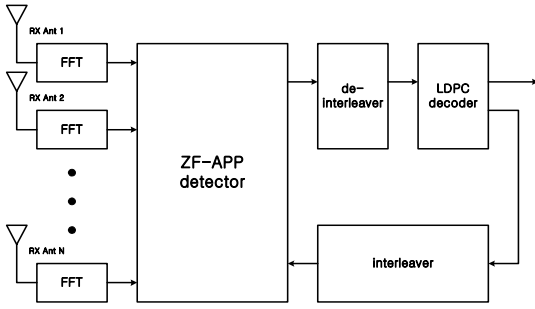 RX Ant 1
FFT
RX Ant 2
FFT
RX Ant N
FFT
ZF-APP
detector
de-
interleaver
LDPC
decoder
interleaver